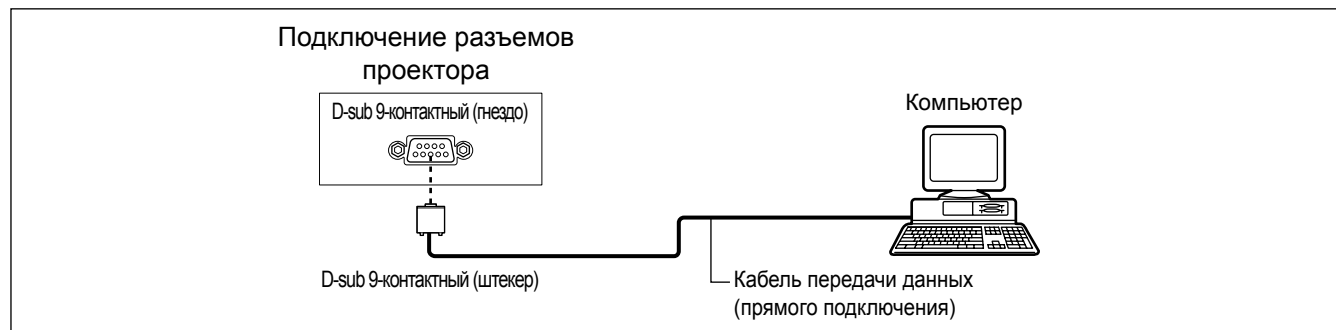 Подключение разъемов
проектора
D-sub 9-контактный (гнездо)
Компьютер
D-sub 9-контактный (штекер)
Кабель передачи данных
(прямого подключения)